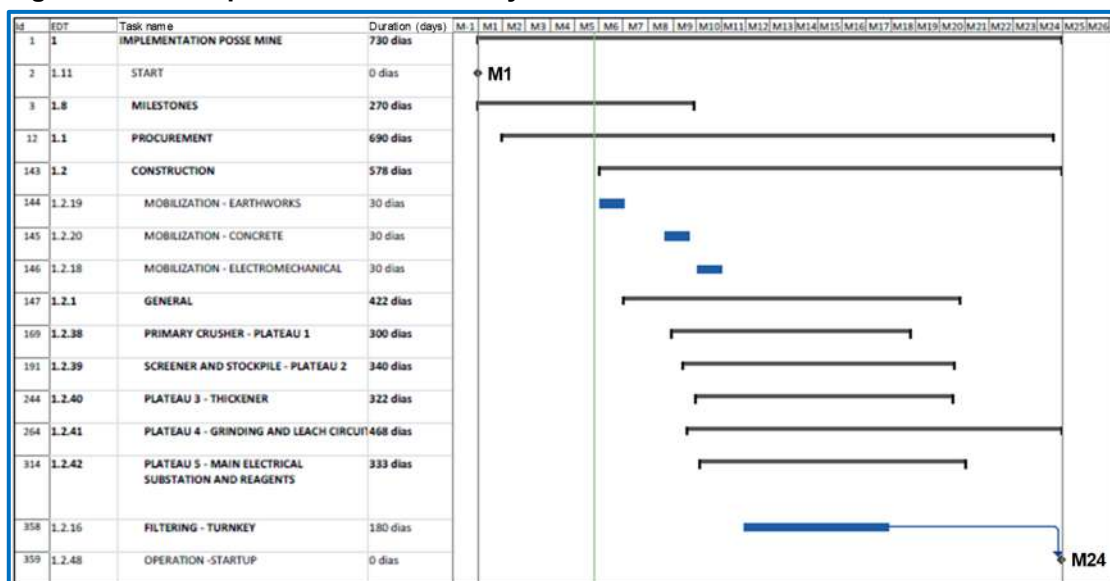 Id EDT Task name Duration (days) M-1 M1 M2 M3 M4 M5 M6 M7 M8 M9 M10 M11 M12 M13 M14 M15 M16 M17 M18 M19 M20 M21 M22 M23 M24 M25 M26
1 1 IMPLEMENTATION POSSE MINE 730 dias
2 1.11 START 0 dias M1
3 1.8 MILESTONES 270 dias
12 1.1 PROCUREMENT 690 dias
143 1.2 CONSTRUCTION 578 dias
144 1.2.19 MOBILIZATION - EARTHWORKS 30 dias
145 1.2.20 MOBILIZATION - CONCRETE 30 dias
146 1.2.18 MOBILIZATION - ELECTROMECHANICAL 30 dias
147 1.2.1 GENERAL 422 dias
169 1.2.38 PRIMARY CRUSHER - PLATEAU 1 300 dias
191 1.2.39 SCREENER AND STOCKPILE - PLATEAU 2 340 dias
244 1.2.40 PLATEAU 3 - THICKENER 322 dias
264 1.2.41 PLATEAU 4 - GRINDING AND LEACH CIRCUIT 468 dias
314 1.2.42 PLATEAU 5 - MAIN ELECTRICAL 333 dias
SUBSTATION AND REAGENTS
358 1.2.16 FILTERING - TURNKEY 180 dias
359 1.2.48 OPERATION -STARTUP 0 dias M24